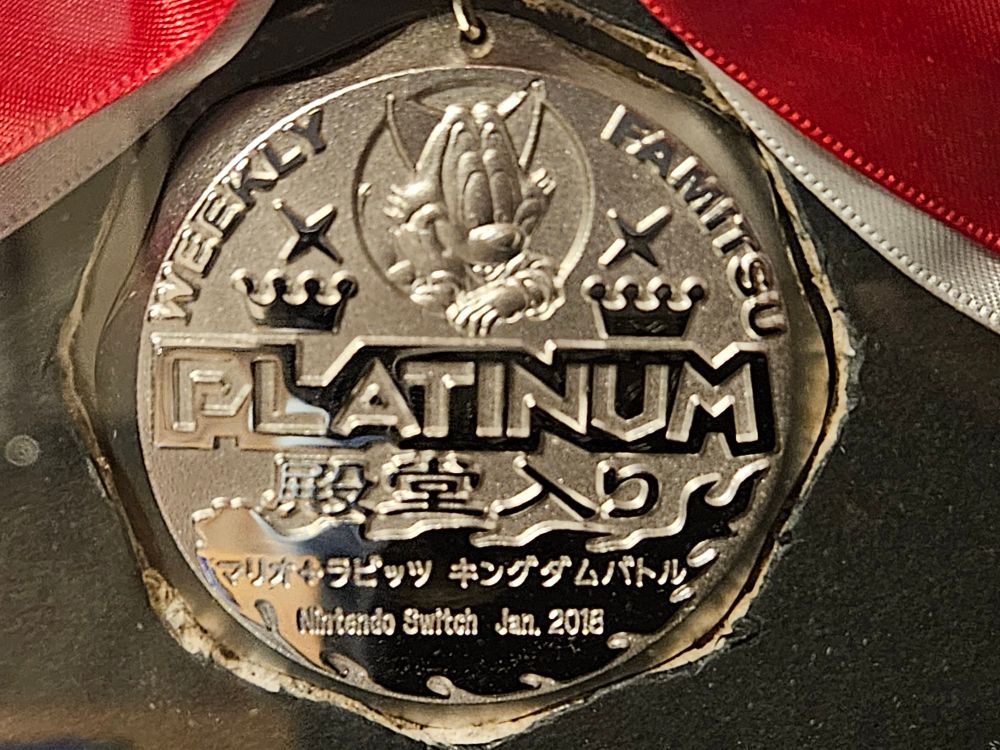 WEEKLY FAMITSU
PLATINUM
殿堂入り
マリオ+ラビッツ キングダムバトル
Nintendo Switch Jan. 2018